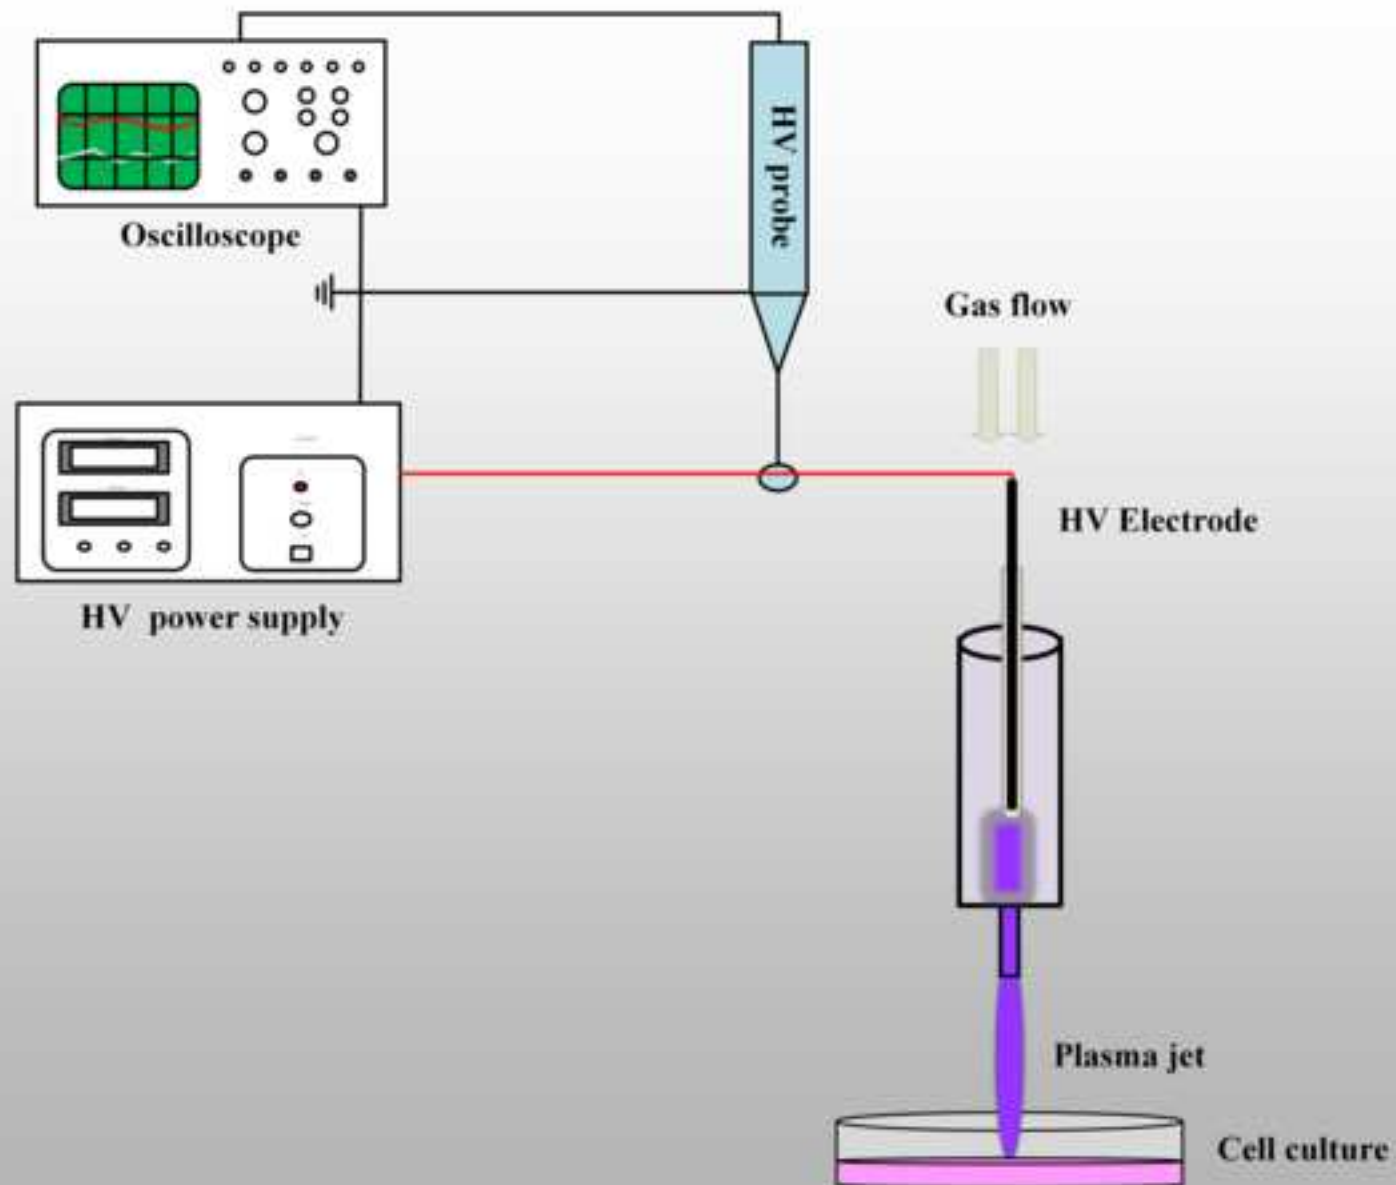 HV probe
Oscilloscope
Gas flow
HV Electrode
HV power supply
Plasma jet
Cell culture